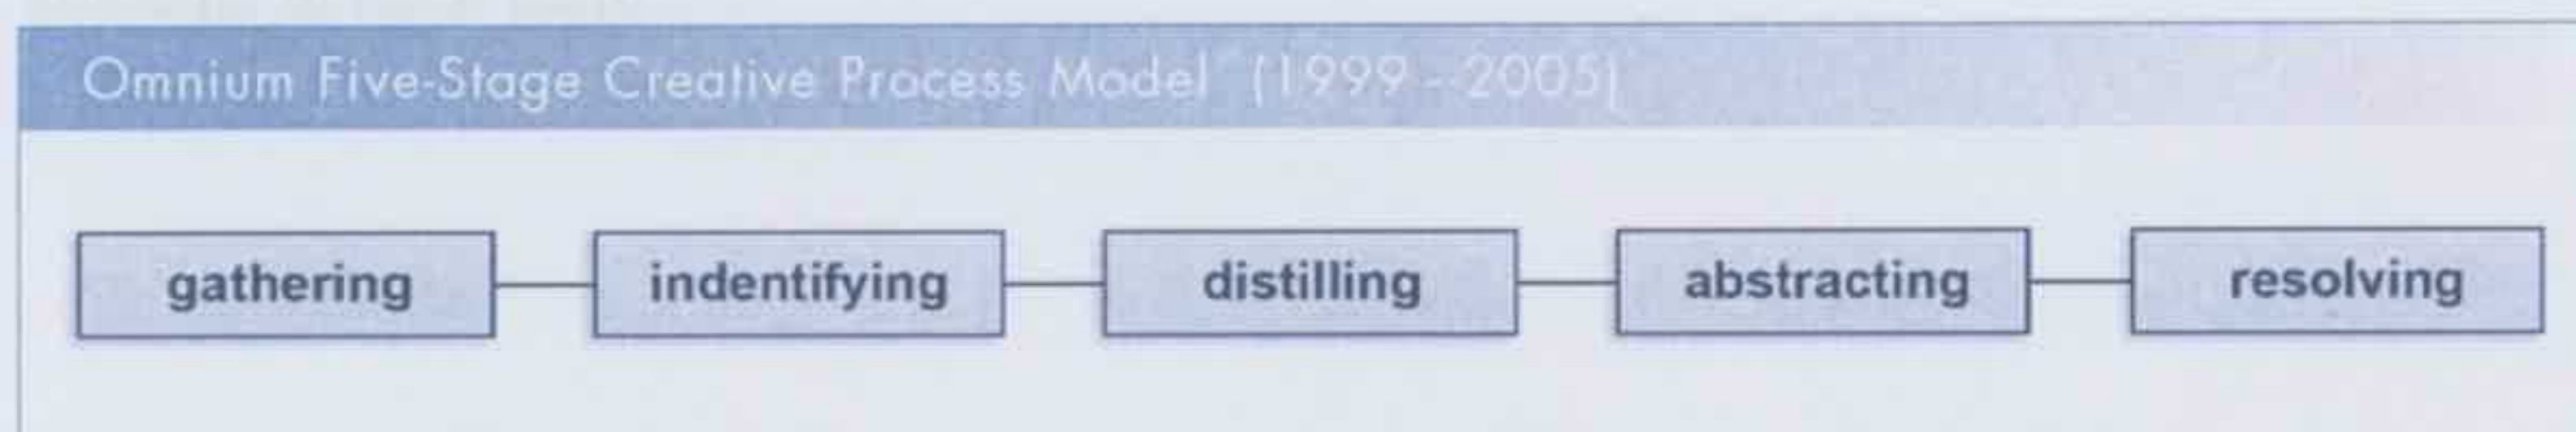 Omnium Five-Stage Creative Process Model (1999 - 2005)
gathering indentifying distilling abstracting resolving